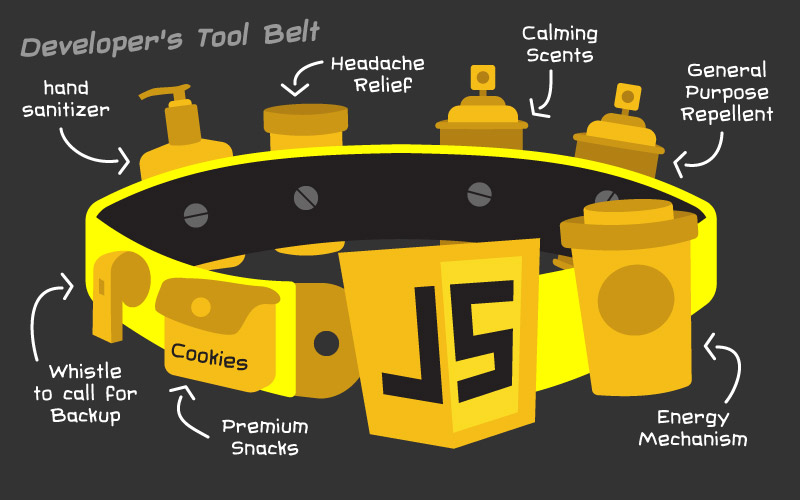 Developer's Tool Belt
hand
sanitizer
Headache
Relief
Calming
Scents
General
Purpose
Repellent
Whistle
to call for
Backup
Cookies
Premium
Snacks
JS
Energy
Mechanism